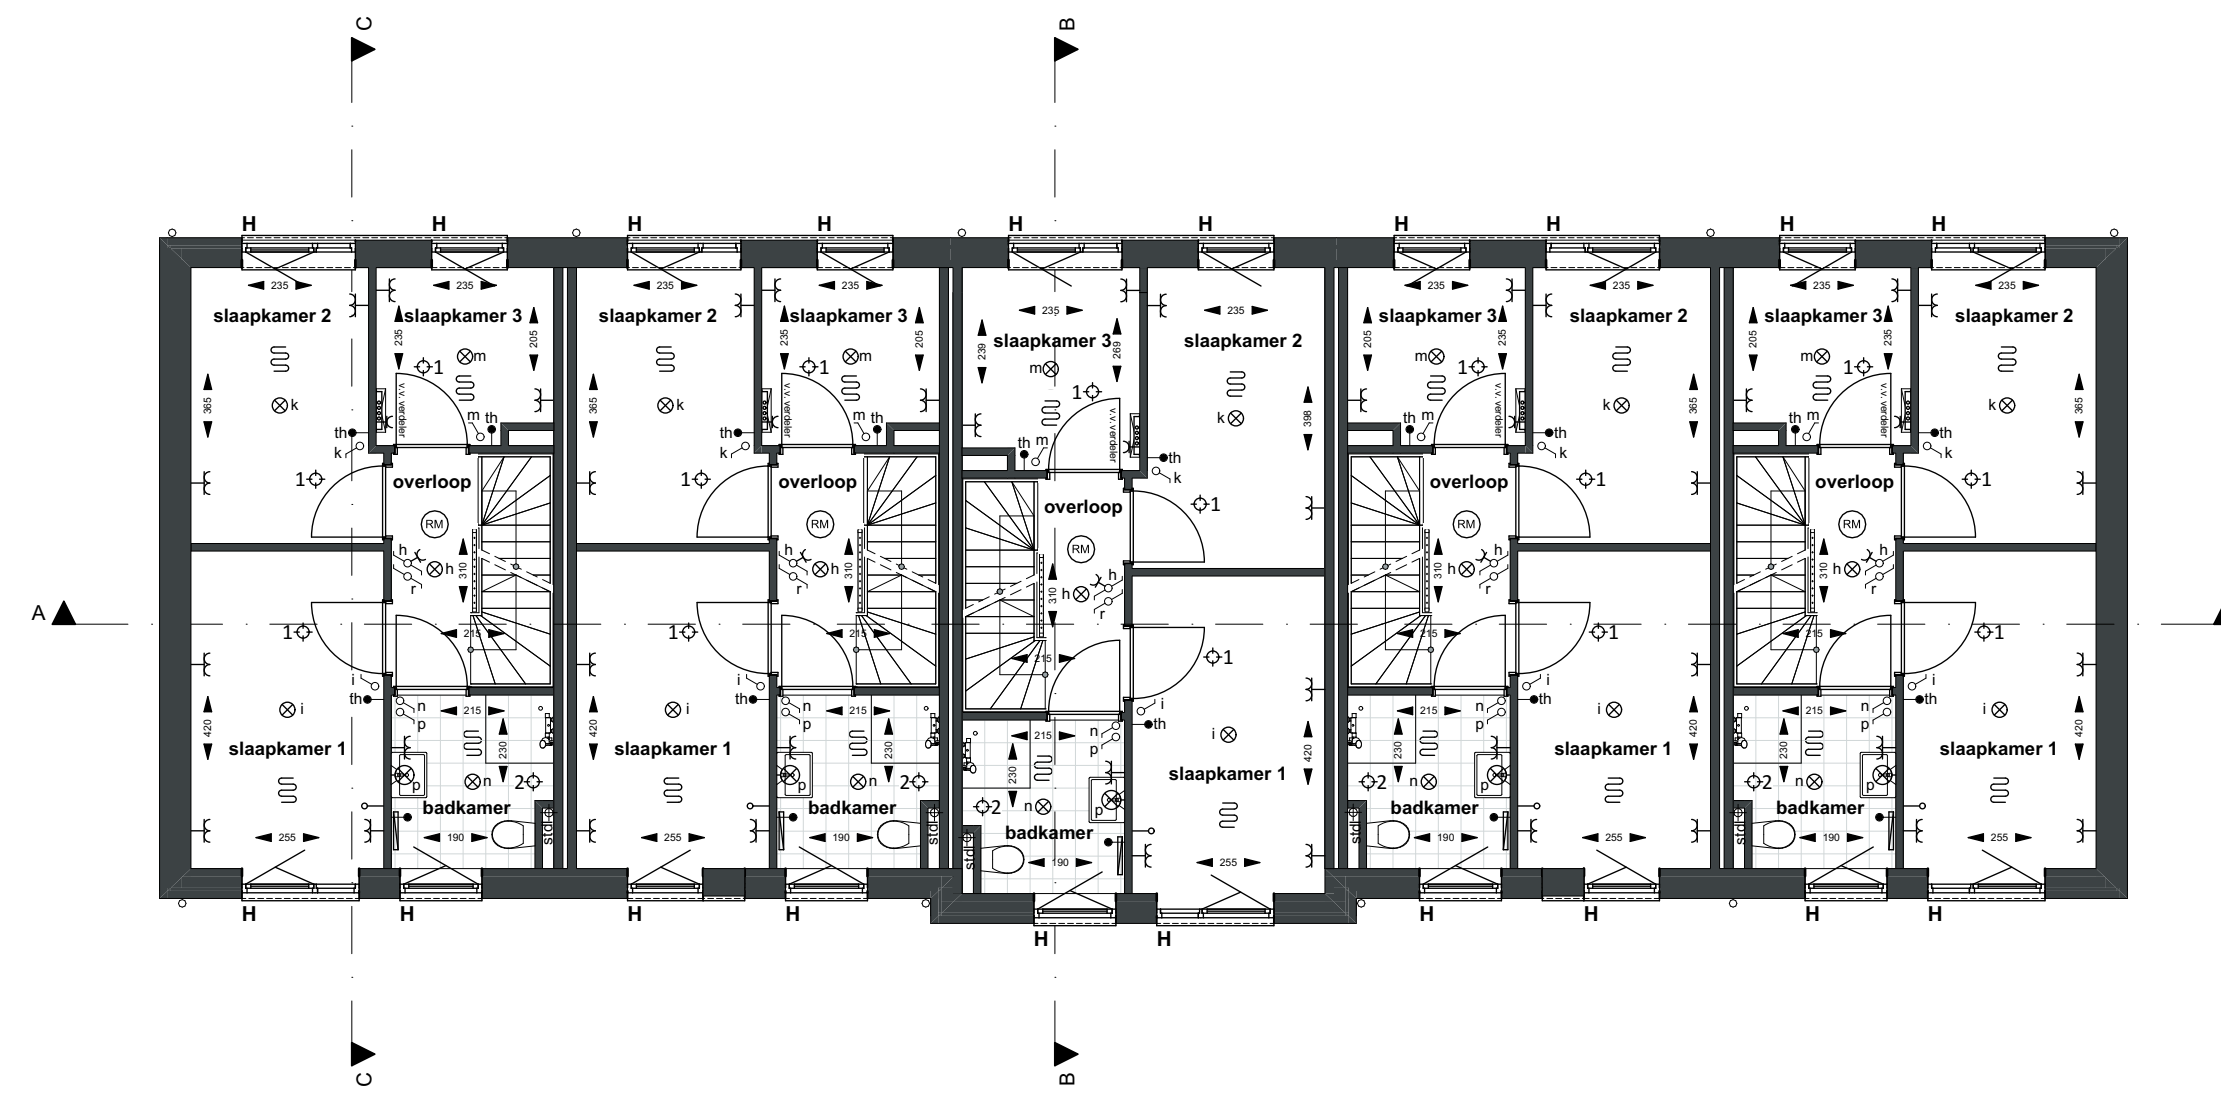 C B
H H H H H H H H H H
235 235 235 235 235 235 235 235 235 235
slaapkamer 2 slaapkamer 3 slaapkamer 2 slaapkamer 3 slaapkamer 3 slaapkamer 2 slaapkamer 3 slaapkamer 2 slaapkamer 3 slaapkamer 2
235 205 235 205 239 269 205 235 205 235
m m m m m
1 1 1 1 1
365 k 365 k k 398 k 365 k 365
v.v. verdeler v.v. verdeler v.v. verdeler v.v. verdeler v.v. verdeler
th m th th m th th m th th m th th m th
k k k k k
1 overloop 1 overloop overloop 1 overloop 1 overloop 1
RM RM RM RM RM
h h h h h h h h h h
r 310 r 310 310 r 310 r 310 r
A
1 215 1 215 215 1 215 1 215 1
i i i i i
th th th th th
n n n n n
p p p p p
215 215 215 215 215
420 i 230 420 i 230 230 i 420 230 i 420 230 i 420
slaapkamer 1 slaapkamer 1 slaapkamer 1 slaapkamer 1 slaapkamer 1
p n 2 p n 2 2 n p 2 n p 2 n p
badkamer badkamer badkamer badkamer badkamer
255 190 stdl 255 190 stdl stdl 190 255 stdl 190 255 stdl 190 255
H H H H H H H H H H
C B